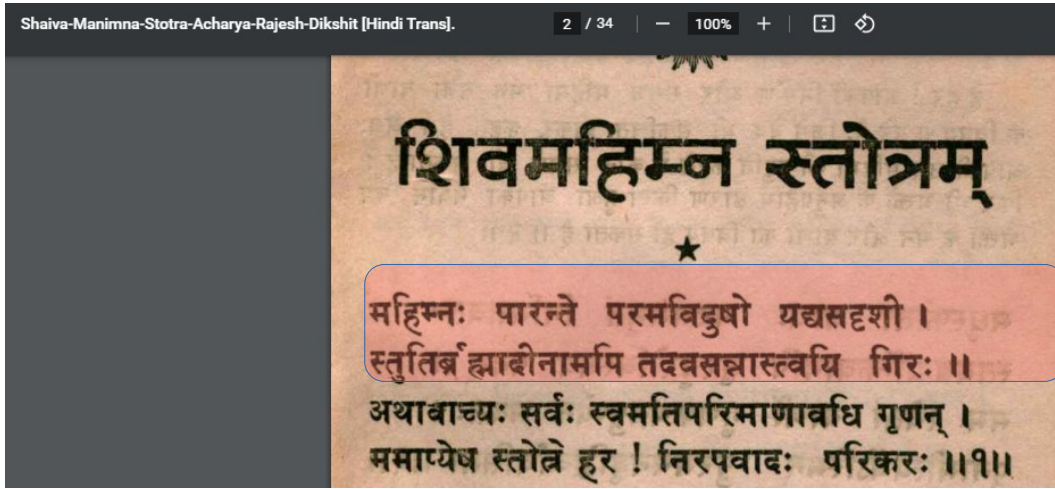 Shaiva-Manimna-Stotra-Acharya-Rajesh-Dikshit [Hindi Trans].
2 / 34
100%
शिवमहिम्न स्तोत्रम्
महिम्नः पारन्ते परमविदुषो यद्यसदृशी ।
स्तुतिर्ब्रह्मादीनामपि तदवसन्नास्त्वयि गिरः ॥
अथावाच्यः सर्वः स्वमतिपरिमाणावधि गृणन् ।
ममाप्येष स्तोत्रे हर ! निरपवादः परिकरः ॥१॥